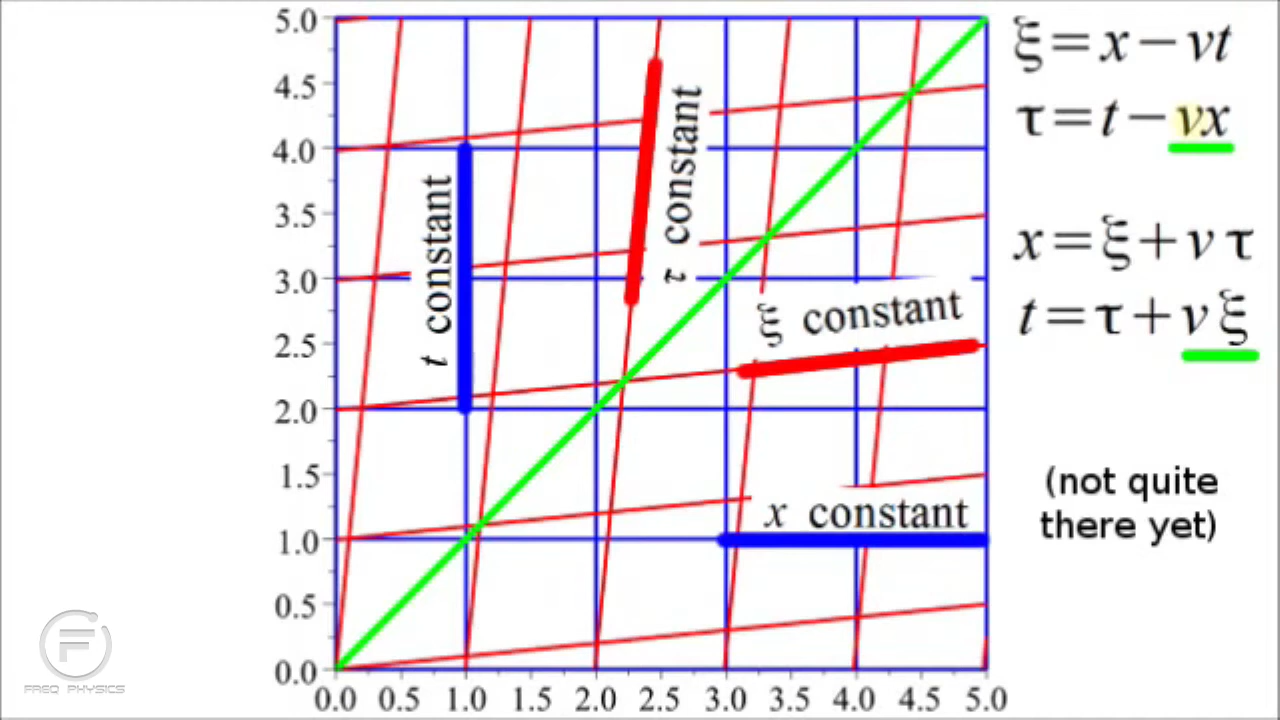 5.0
4.5
4.0
3.5
3.0
2.5
2.0
1.5
1.0
0.5
0.0
0.0 0.5 1.0 1.5 2.0 2.5 3.0 3.5 4.0 4.5 5.0
t constant
τ constant
ξ constant
x constant
ξ=x−vt
τ=t−vx
x=ξ+vτ
t=τ+vξ
(not quite
there yet)
F
FREQ PHYSICS